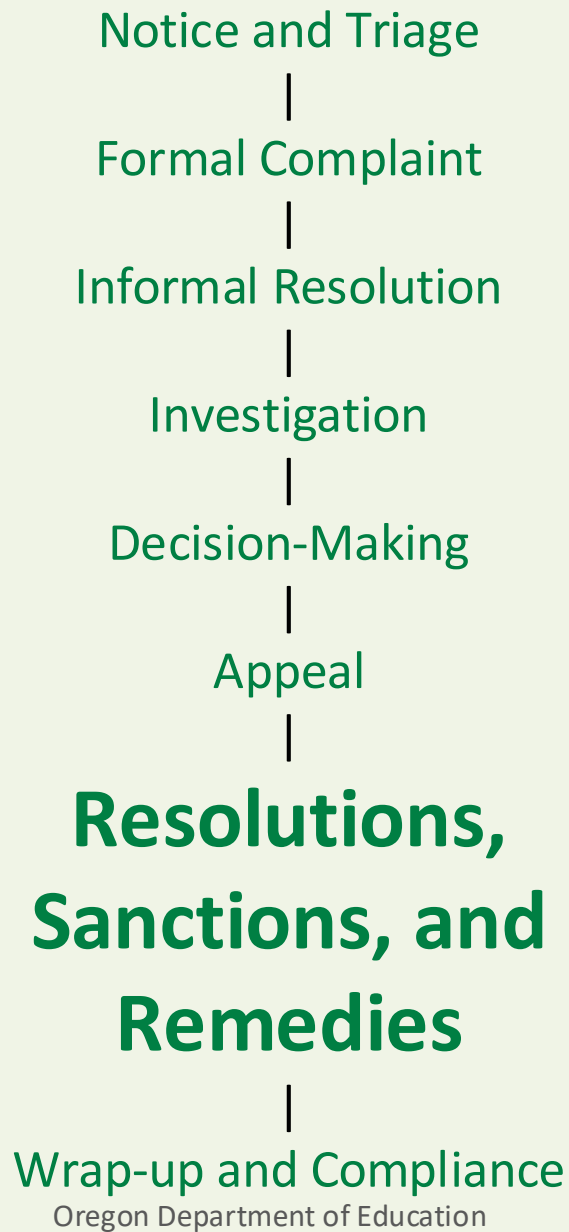 Notice and Triage
|
Formal Complaint
|
Informal Resolution
|
Investigation
|
Decision-Making
|
Appeal
|
Resolutions,
Sanctions, and
Remedies
|
Wrap-up and Compliance
Oregon Department of Education